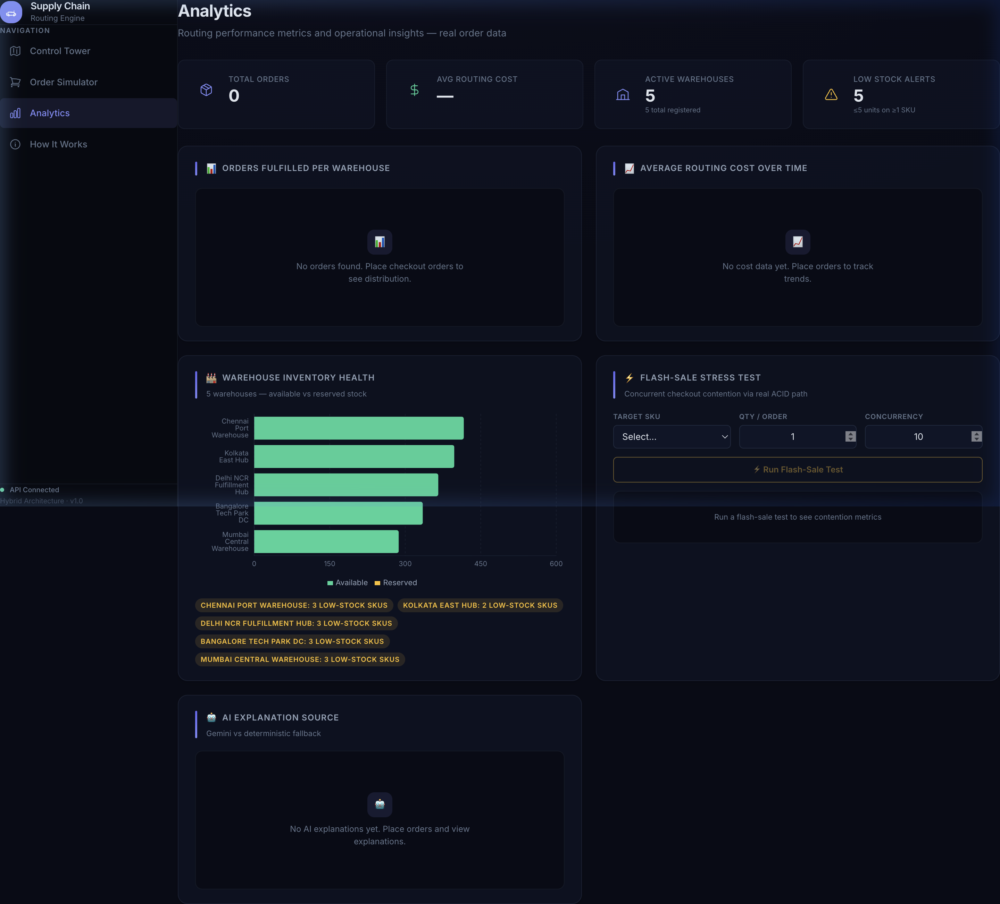 Supply Chain
Routing Engine
NAVIGATION
Control Tower
Order Simulator
Analytics
How It Works
API Connected
Hybrid Architecture · v1.0
Analytics
Routing performance metrics and operational insights — real order data
TOTAL ORDERS
0
AVG ROUTING COST
—
ACTIVE WAREHOUSES
5
5 total registered
LOW STOCK ALERTS
5
≤5 units on ≥1 SKU
ORDERS FULFILLED PER WAREHOUSE
No orders found. Place checkout orders to
see distribution.
AVERAGE ROUTING COST OVER TIME
No cost data yet. Place orders to track
trends.
WAREHOUSE INVENTORY HEALTH
5 warehouses — available vs reserved stock
Chennai
Port
Warehouse
Kolkata
East Hub
Delhi NCR
Fulfillment
Hub
Bangalore
Tech Park
DC
Mumbai
Central
Warehouse
0 150 300 450 600
Available Reserved
CHENNAI PORT WAREHOUSE: 3 LOW-STOCK SKUS KOLKATA EAST HUB: 2 LOW-STOCK SKUS
DELHI NCR FULFILLMENT HUB: 3 LOW-STOCK SKUS
BANGALORE TECH PARK DC: 3 LOW-STOCK SKUS
MUMBAI CENTRAL WAREHOUSE: 3 LOW-STOCK SKUS
⚡ FLASH-SALE STRESS TEST
Concurrent checkout contention via real ACID path
TARGET SKU QTY / ORDER CONCURRENCY
Select... 1 10
⚡ Run Flash-Sale Test
Run a flash-sale test to see contention metrics
AI EXPLANATION SOURCE
Gemini vs deterministic fallback
No AI explanations yet. Place orders and view
explanations.